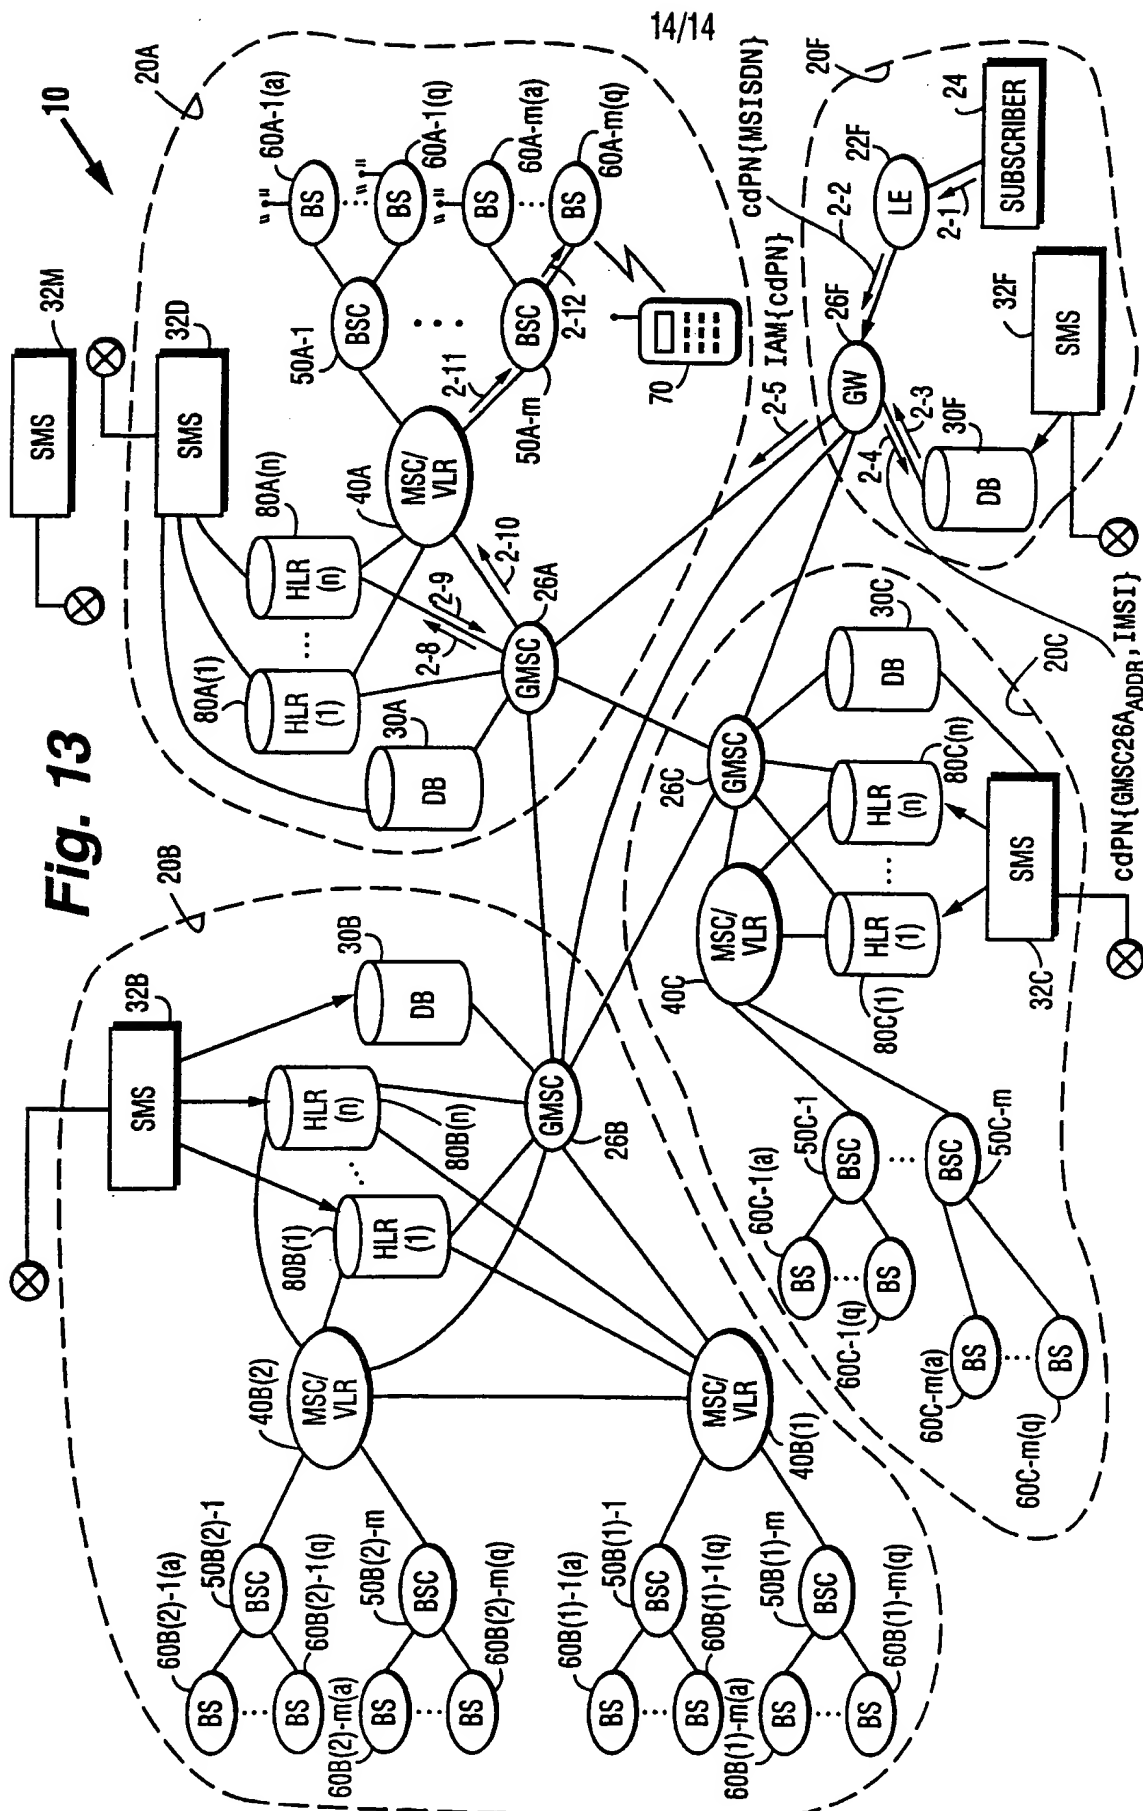 14/14
Fig. 13
10
20B
32B
SMS
30B
DB
HLR
(n)
80B(n)
HLR
(1)
80B(1)
GMSC
26B
40B(2)
MSC/
VLR
MSC/
VLR
40B(1)
50B(2)-1
BSC
60B(2)-1(a)
BS
60B(2)-1(q)
BS
50B(2)-m
BSC
60B(2)-m(a)
BS
60B(2)-m(q)
BS
50B(1)-1
BSC
60B(1)-1(a)
BS
60B(1)-1(q)
BS
50B(1)-m
BSC
60B(1)-m(a)
BS
60B(1)-m(q)
BS
20A
32M
SMS
32D
SMS
80A(n)
HLR
(n)
80A(1)
HLR
(1)
30A
DB
GMSC
26A
2-8
2-9
2-10
40A
MSC/
VLR
50A-1
BSC
2-11
50A-m
BSC
2-12
60A-1(a)
BS
60A-1(q)
BS
60A-m(a)
BS
60A-m(q)
BS
70
20C
26C
GMSC
30C
DB
80C(n)
HLR
(n)
80C(1)
HLR
(1)
SMS
32C
40C
MSC/
VLR
50C-1
BSC
50C-m
BSC
60C-1(a)
BS
60C-1(q)
BS
60C-m(a)
BS
60C-m(q)
BS
20F
22F
LE
24
SUBSCRIBER
2-1
2-2
cdPN{MSISDN}
26F
GW
2-3
2-4
30F
DB
32F
SMS
2-5 IAM{cdPN}
cdPN{GMSC26A ADDR, IMSI}